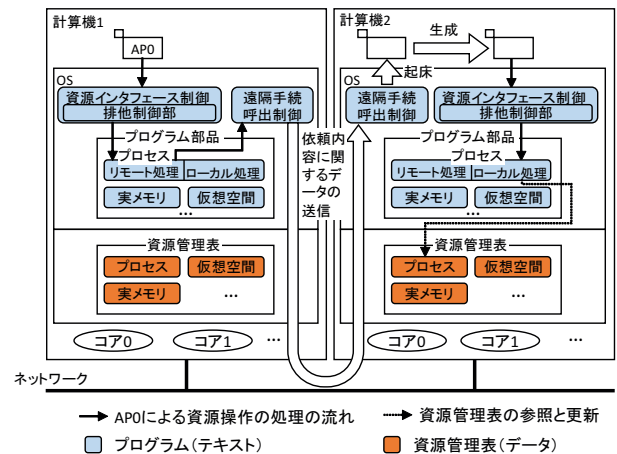 計算機1
AP0
OS
資源インタフェース制御
排他制御部
遠隔手続
呼出制御
プログラム部品
プロセス
リモート処理
ローカル処理
実メモリ
仮想空間
…
資源管理表
プロセス
仮想空間
実メモリ
…
コア0
コア1
…
依頼内
容に関
するデー
タの
送信
計算機2
生成
起床
OS
遠隔手続
呼出制御
資源インタフェース制御
排他制御部
プログラム部品
プロセス
リモート処理
ローカル処理
実メモリ
仮想空間
…
資源管理表
プロセス
仮想空間
実メモリ
…
コア0
コア1
…
ネットワーク
AP0による資源操作の処理の流れ
資源管理表の参照と更新
プログラム(テキスト)
資源管理表(データ)